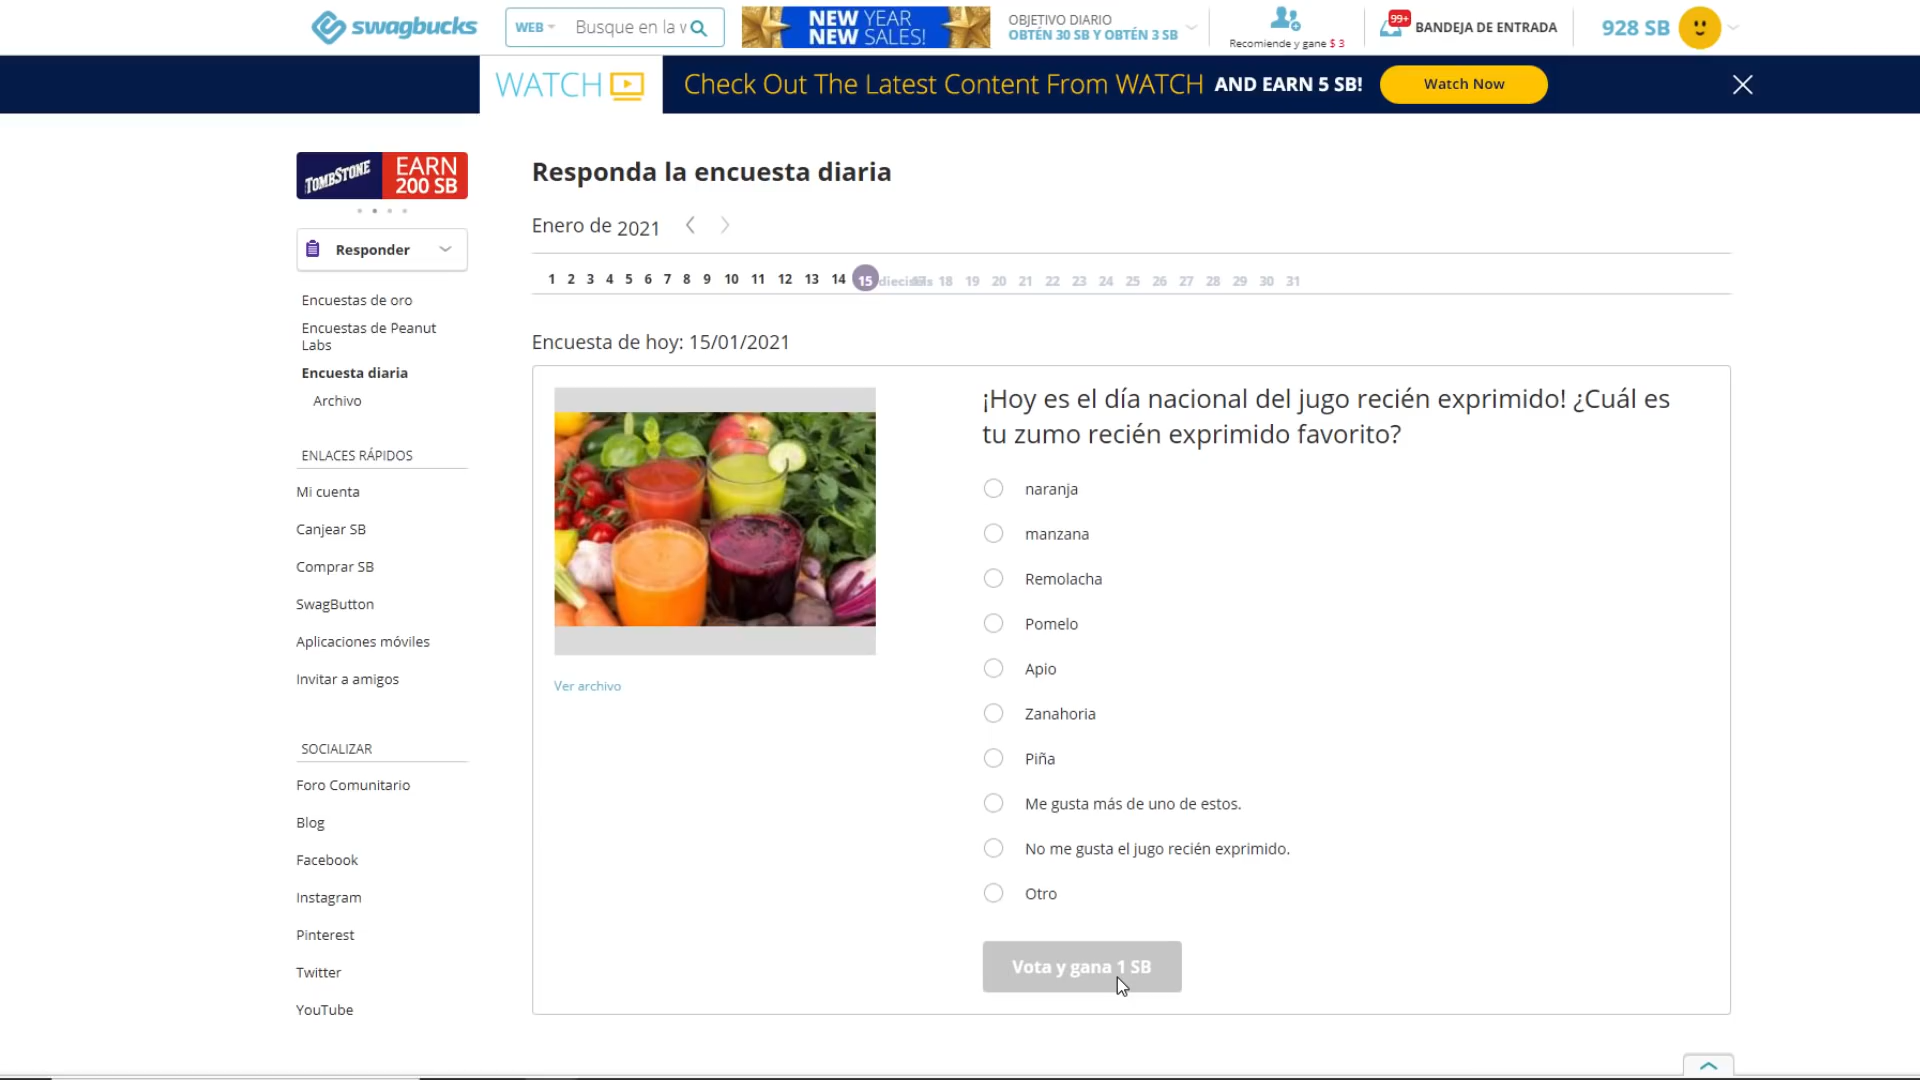 swagbucks
WEB
Busque en la v
NEW YEAR
NEW SALES!
OBJETIVO DIARIO
OBTÉN 30 SB Y OBTÉN 3 SB
Recomiende y gane $ 3
99+
BANDEJA DE ENTRADA
928 SB
WATCH
Check Out The Latest Content From WATCH AND EARN 5 SB!
Watch Now
TOMBSTONE
EARN
200 SB
Responder
Encuestas de oro
Encuestas de Peanut
Labs
Encuesta diaria
Archivo
ENLACES RÁPIDOS
Mi cuenta
Canjear SB
Comprar SB
SwagButton
Aplicaciones móviles
Invitar a amigos
SOCIALIZAR
Foro Comunitario
Blog
Facebook
Instagram
Pinterest
Twitter
YouTube
Responda la encuesta diaria
Enero de 2021
1 2 3 4 5 6 7 8 9 10 11 12 13 14 15 dieciséis 17 18 19 20 21 22 23 24 25 26 27 28 29 30 31
Encuesta de hoy: 15/01/2021
Ver archivo
¡Hoy es el día nacional del jugo recién exprimido! ¿Cuál es
tu zumo recién exprimido favorito?
naranja
manzana
Remolacha
Pomelo
Apio
Zanahoria
Piña
Me gusta más de uno de estos.
No me gusta el jugo recién exprimido.
Otro
Vota y gana 1 SB